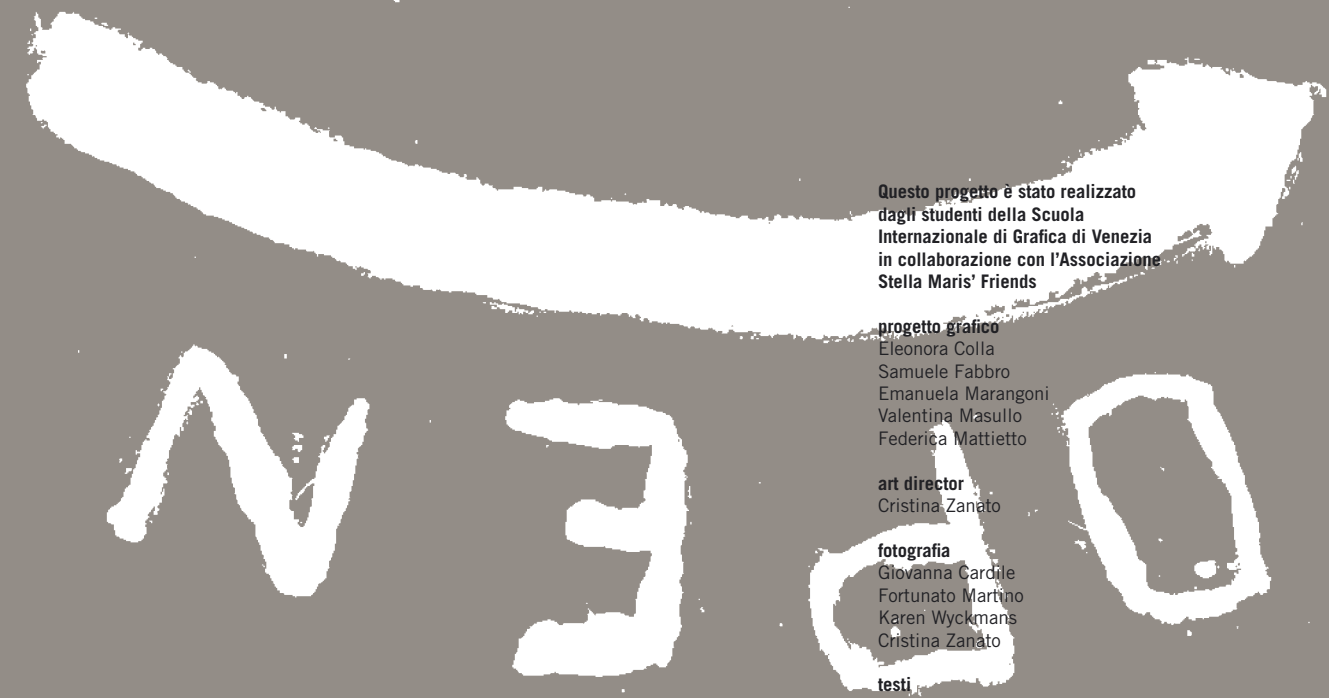 Questo progetto è stato realizzato
dagli studenti della Scuola
Internazionale di Grafica di Venezia
in collaborazione con l’Associazione
Stella Maris’ Friends
progetto grafico
Eleonora Colla
Samuele Fabbro
Emanuela Marangoni
Valentina Masullo
Federica Mattietto
art director
Cristina Zanato
fotografia
Giovanna Cardile
Fortunato Martino
Karen Wyckmans
Cristina Zanato
testi
OPEN